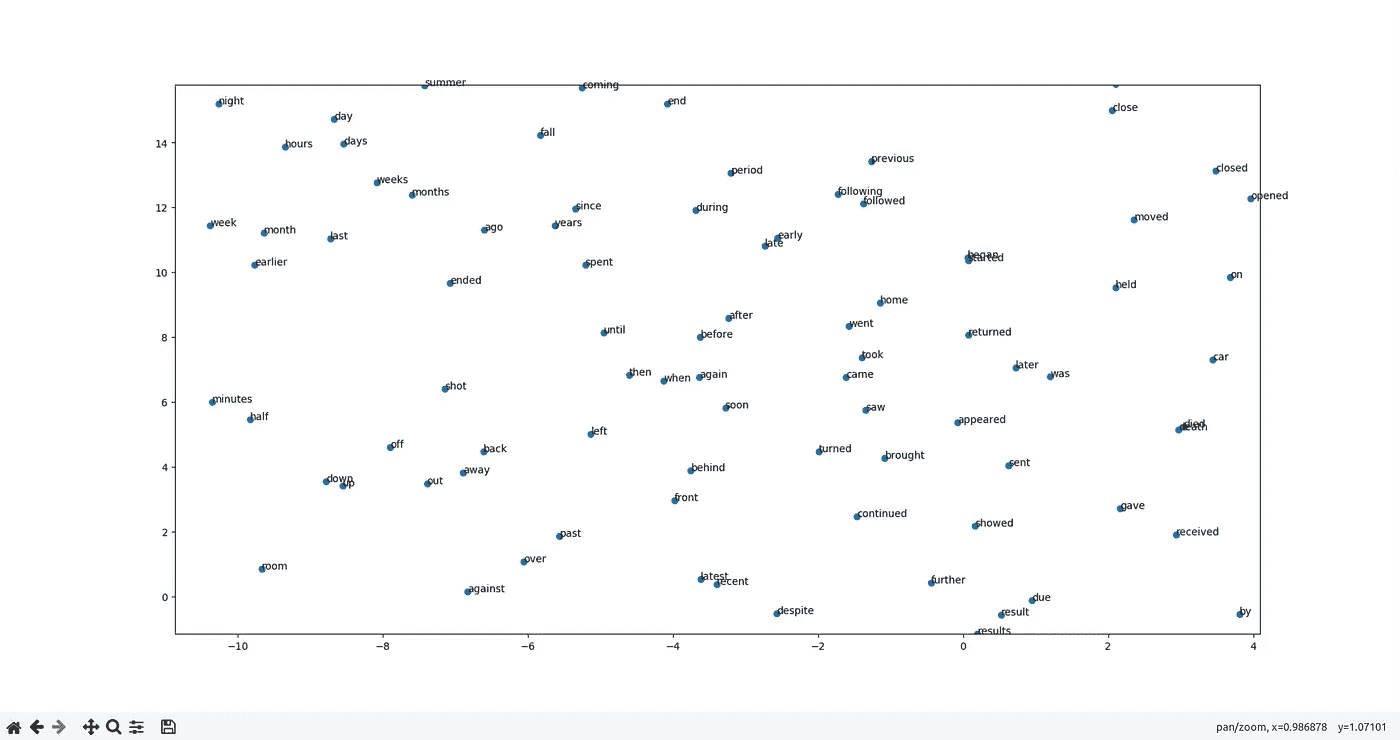 summer
coming
night
end
close
day
fall
days
hours
previous
period
closed
weeks
months
following
opened
followed
since
during
moved
week
years
month
ago
last
early
late
began
started
earlier
spent
on
ended
held
home
after
went
until
before
returned
took
car
later
then
when
again
came
was
shot
minutes
soon
saw
half
appeared
died
death
left
off
back
turned
brought
away
behind
sent
down
up
out
front
gave
continued
showed
past
received
over
room
latest
recent
against
further
due
despite
result
by
results
14
12
10
8
6
4
2
0
−10 −8 −6 −4 −2 0 2 4
pan/zoom, x=0.986878 y=1.07101